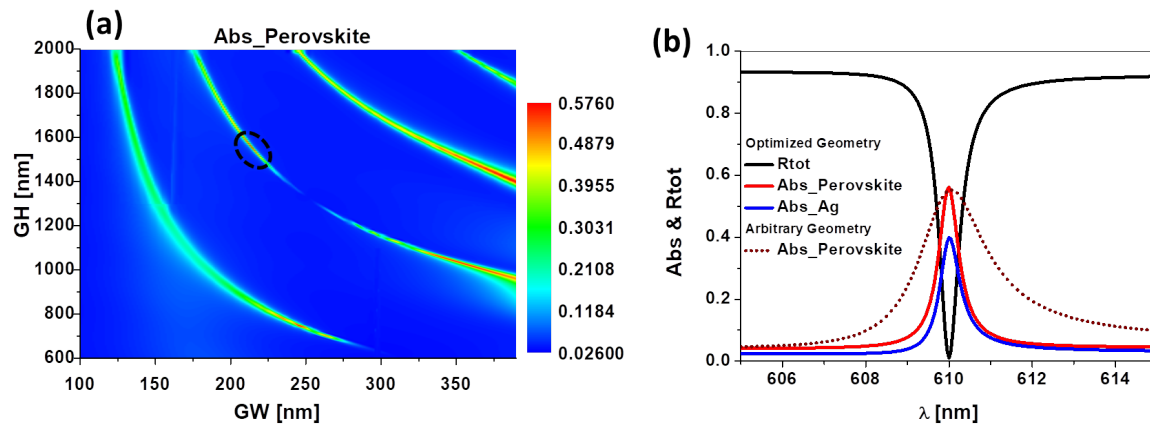 (a)
Abs_Perovskite
2000
1800
1600
1400
1200
1000
800
600
GH [nm]
100
150
200
250
300
350
GW [nm]
0.5760
0.4879
0.3955
0.3031
0.2108
0.1184
0.02600
(b)
1.0
0.8
0.6
0.4
0.2
0.0
Abs & Rtot
Optimized Geometry
Rtot
Abs_Perovskite
Abs_Ag
Arbitrary Geometry
Abs_Perovskite
606
608
610
612
614
λ [nm]